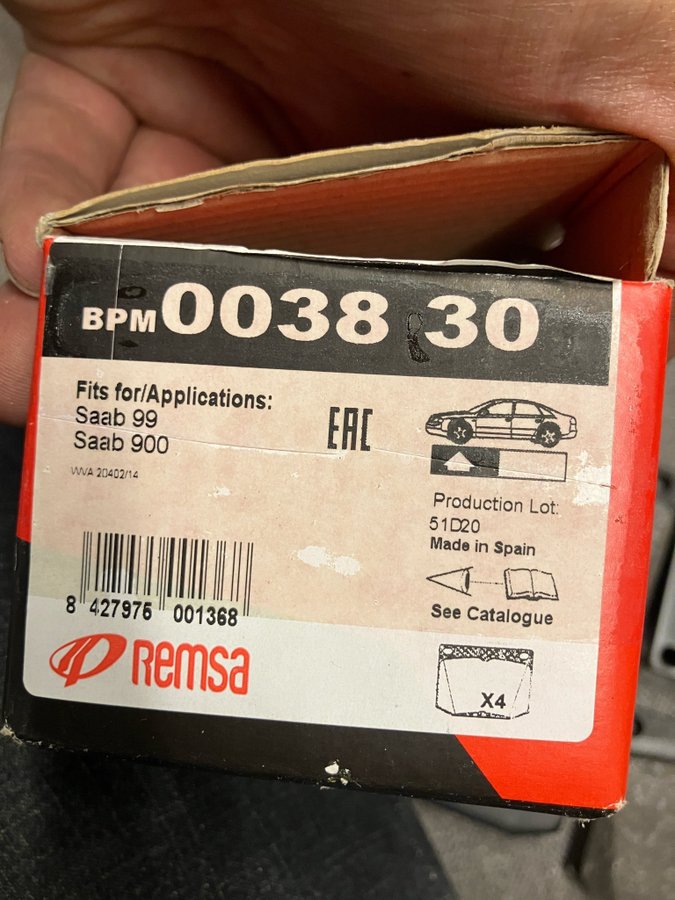 BPM 0038 30
Fits for/Applications:
Saab 99
Saab 900
EAC
WVA 20402/14
Production Lot:
51D20
Made in Spain
See Catalogue
8 427975 001368
Remsa
X4